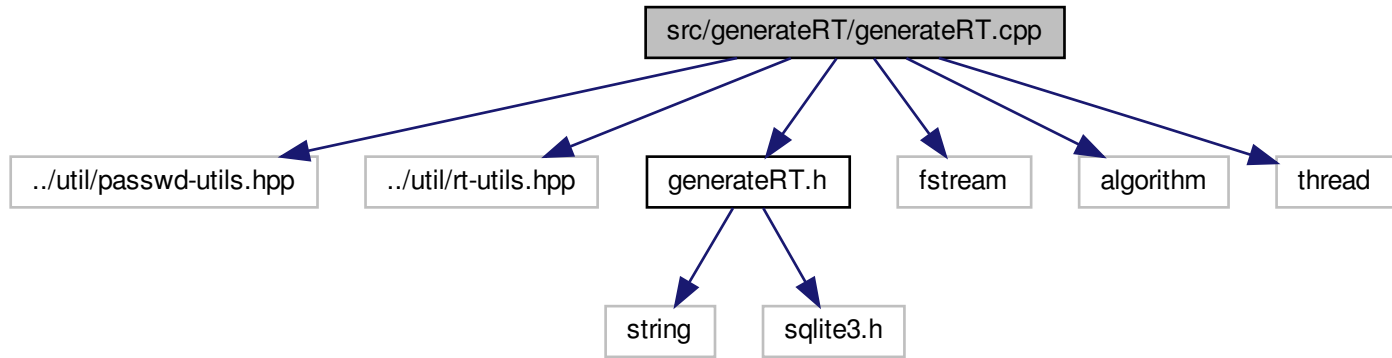 src/generateRT/generateRT.cpp
../util/passwd-utils.hpp
../util/rt-utils.hpp
generateRT.h
fstream
algorithm
thread
string
sqlite3.h